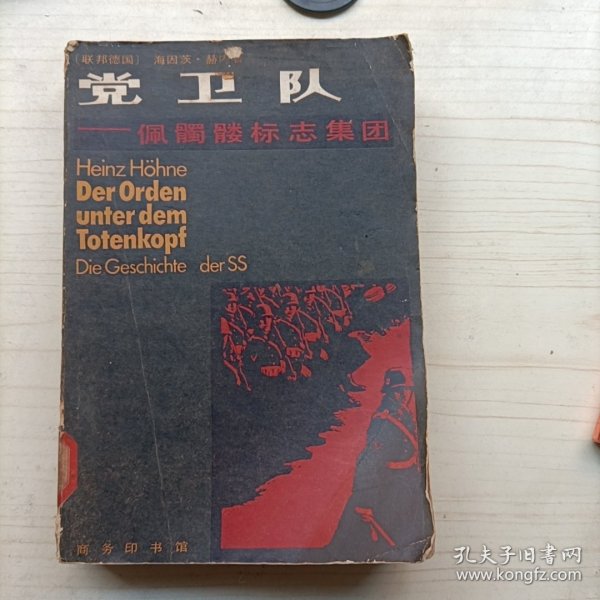 〔联邦德国〕 海因茨·赫
党卫队
——佩髑髅标志集团
Heinz Höhne
Der Orden
unter dem
Totenkopf
Die Geschichte der SS
商务印书馆
孔夫子旧书网
www.kongfz.com